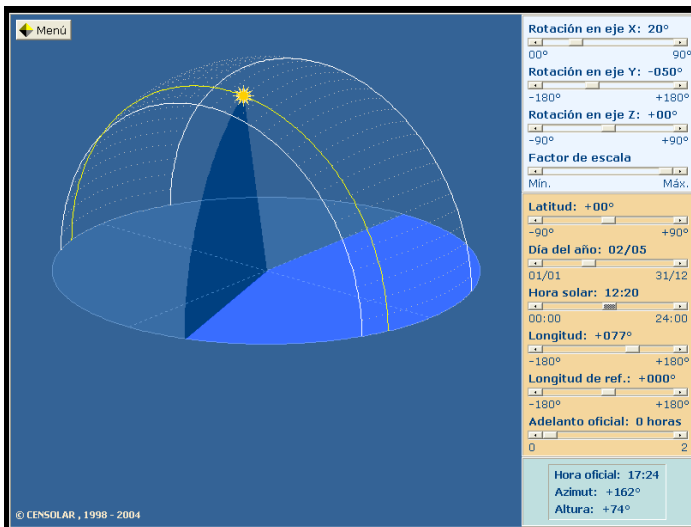 Menú
Rotación en eje X: 20°
00° 90°
Rotación en eje Y: -050°
-180° +180°
Rotación en eje Z: +00°
-90° +90°
Factor de escala
Mín. Máx.
Latitud: +00°
-90° +90°
Día del año: 02/05
01/01 31/12
Hora solar: 12:20
00:00 24:00
Longitud: +077°
-180° +180°
Longitud de ref.: +000°
-180° +180°
Adelanto oficial: 0 horas
0 2
Hora oficial: 17:24
Azimut: +162°
Altura: +74°
© CENSOLAR , 1998 - 2004